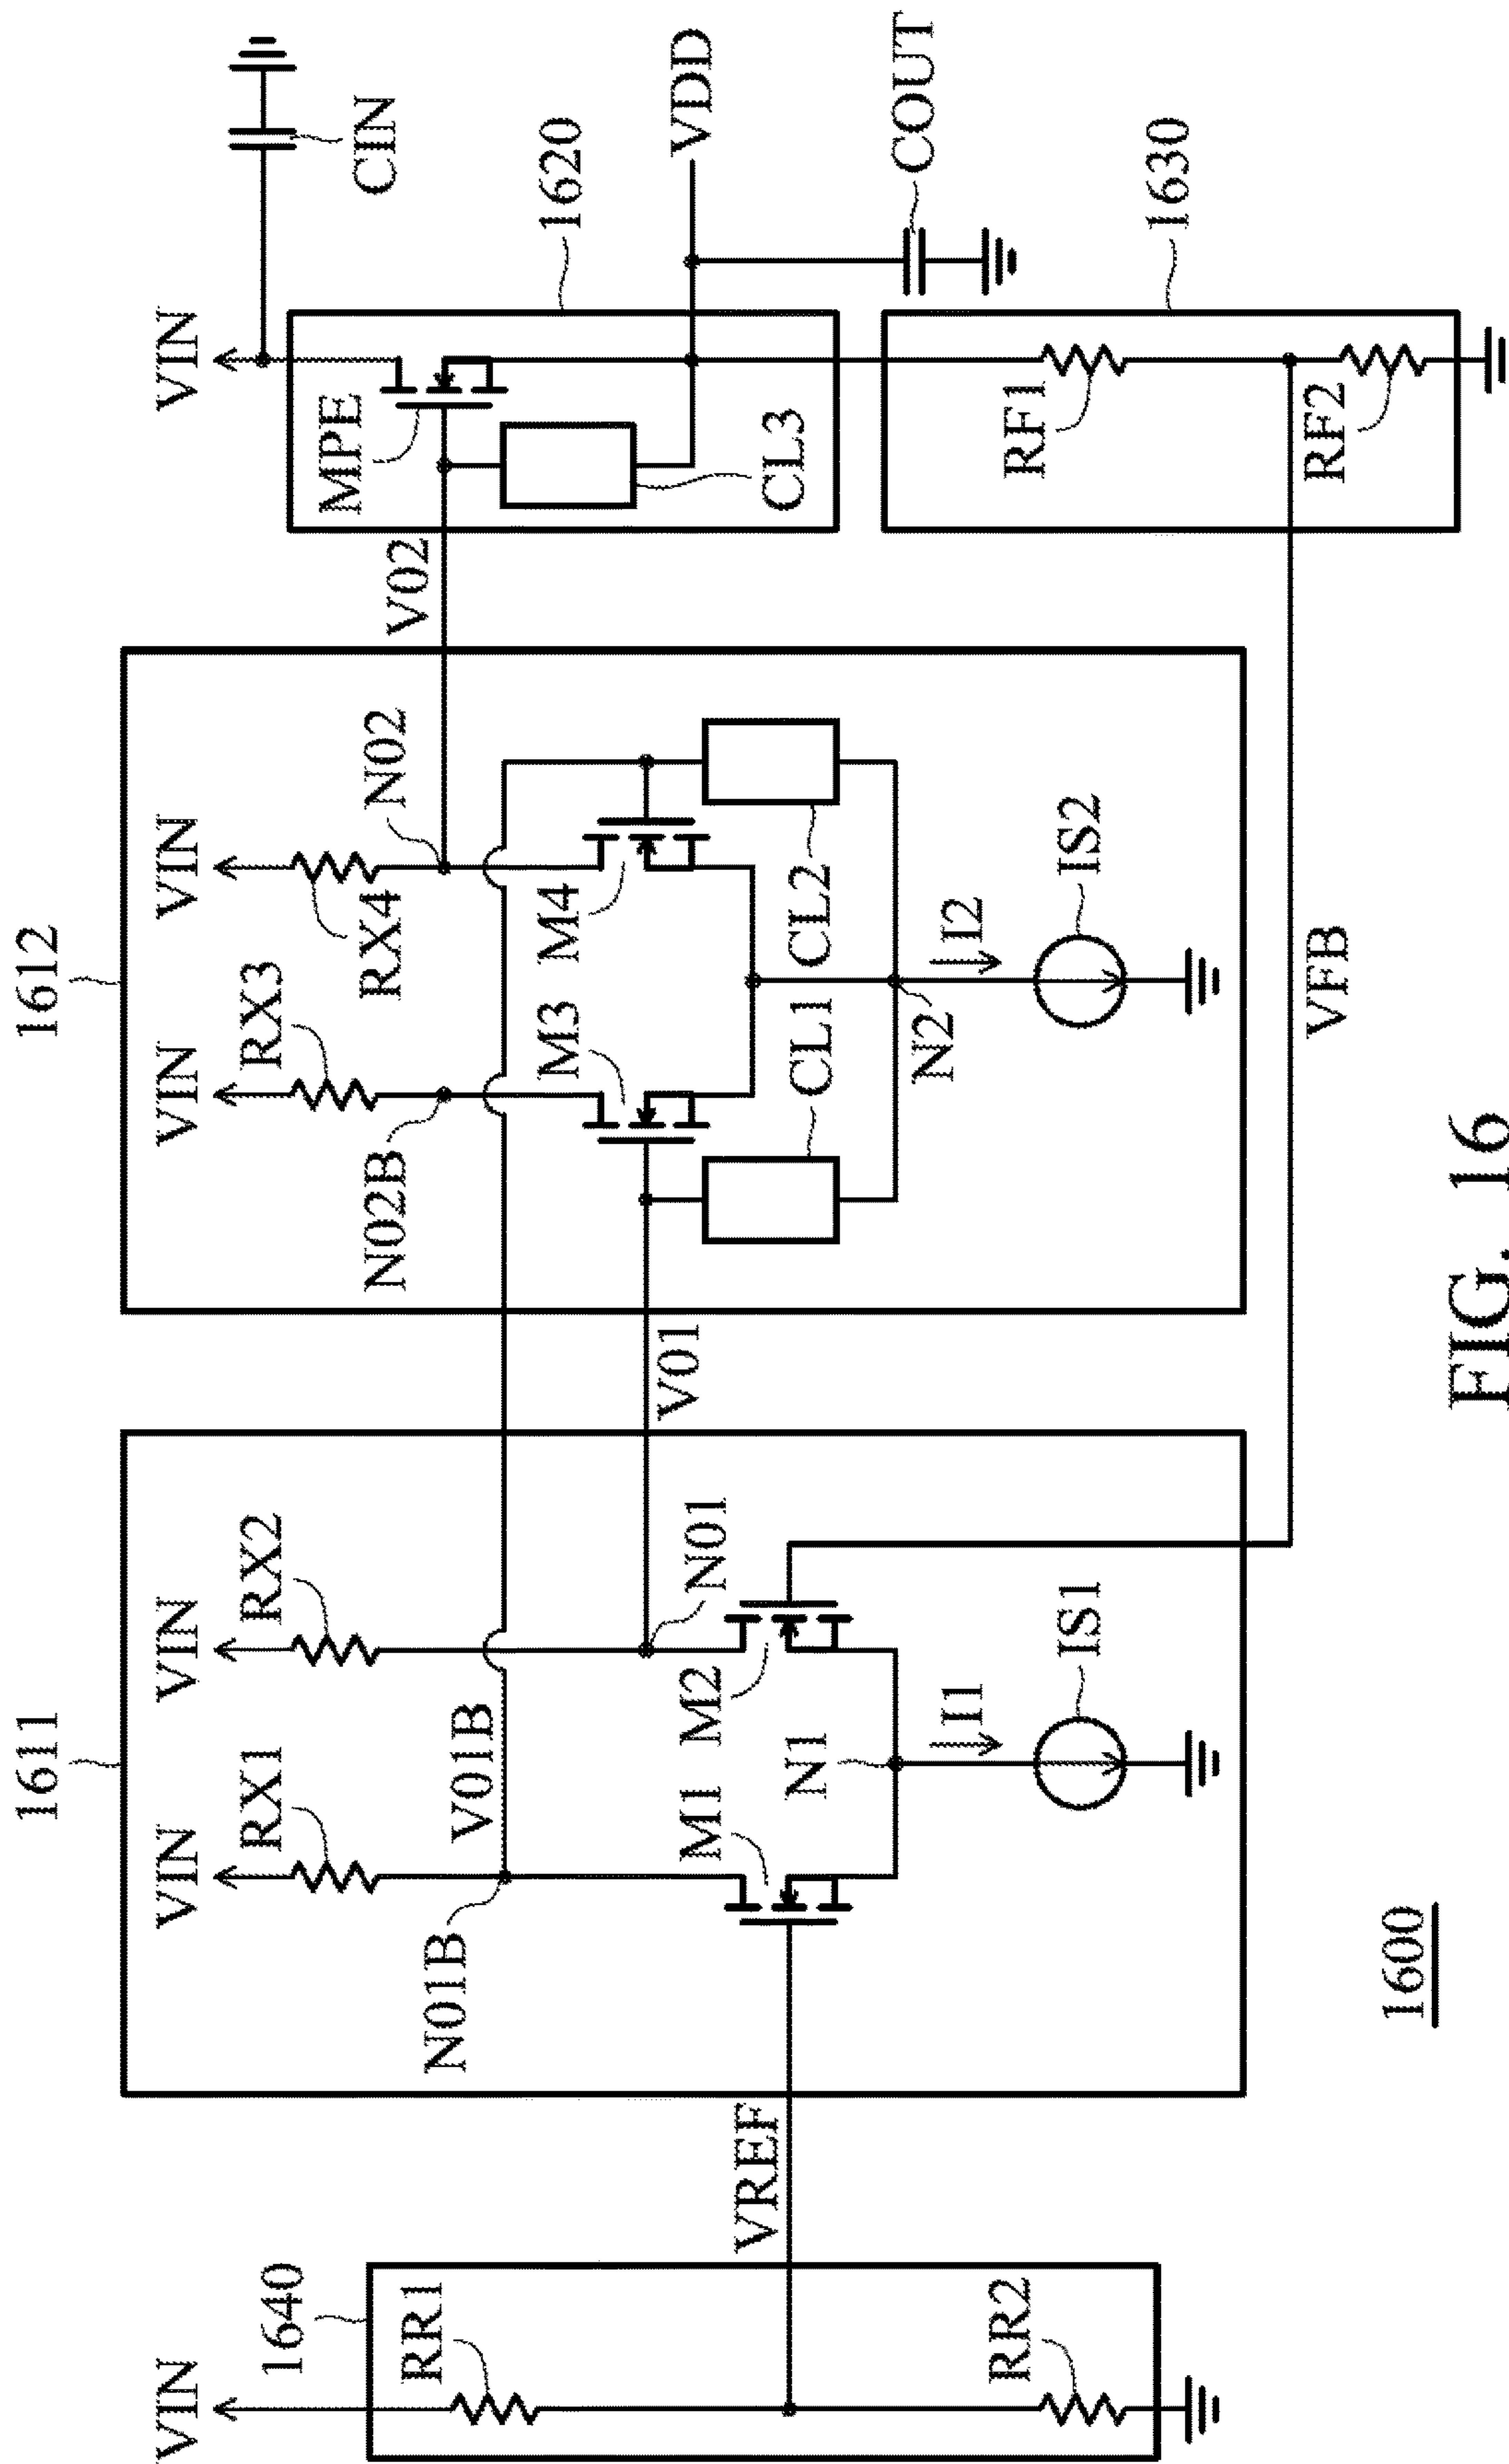 1611
1612
VIN
VIN
VIN
VIN
VIN
VIN
CIN
1640
RX1
RX2
RX3
RX4
N02
MPE
1620
RR1
N01B
V01B
N02B
V02
V01
M3
M4
VDD
N01
M1
M2
CL3
VREF
CL1
CL2
COUT
N1
N2
I1
I2
RR2
IS1
IS2
RF1
1630
VFB
RF2
1600
FIG. 16